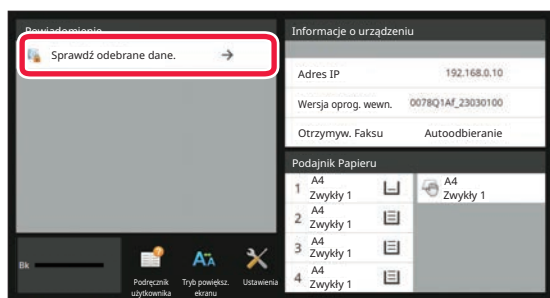 Powiadomienie
Sprawdź odebrane dane.
Informacje o urządzeniu
Adres IP 192.168.0.10
Wersja oprog. wewn. 0078Q1Af_23030100
Otrzymyw. Faksu Autoodbieranie
Podajnik Papieru
1 A4
Zwykły 1
A4
Zwykły 1
2 A4
Zwykły 1
3 A4
Zwykły 1
4 A4
Zwykły 1
Bk
Podręcznik
użytkownika
Tryb powiększ.
ekranu
Ustawienia